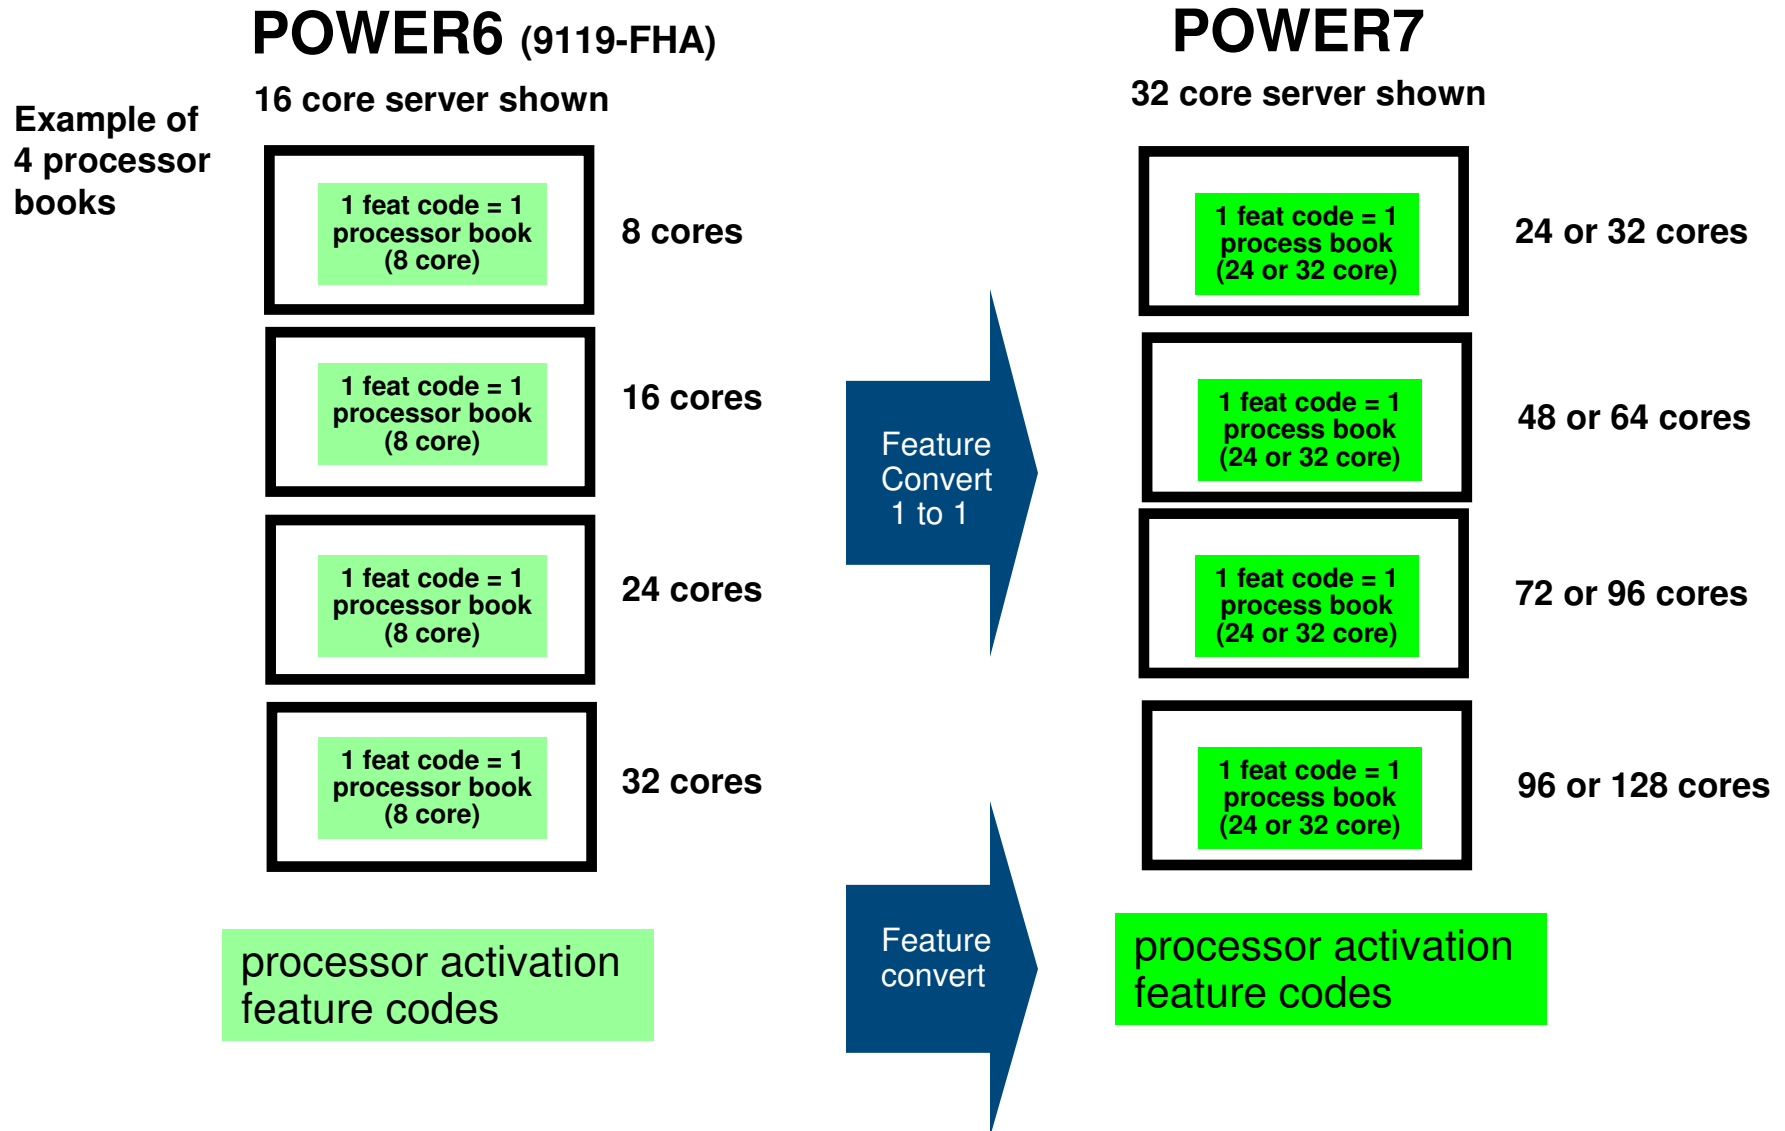 POWER6 (9119-FHA)
16 core server shown
Example of
4 processor
books
1 feat code = 1
processor book
(8 core)
8 cores
1 feat code = 1
processor book
(8 core)
16 cores
1 feat code = 1
processor book
(8 core)
24 cores
1 feat code = 1
processor book
(8 core)
32 cores
processor activation
feature codes
Feature
Convert
1 to 1
Feature
convert
POWER7
32 core server shown
1 feat code = 1
process book
(24 or 32 core)
24 or 32 cores
1 feat code = 1
process book
(24 or 32 core)
48 or 64 cores
1 feat code = 1
process book
(24 or 32 core)
72 or 96 cores
1 feat code = 1
process book
(24 or 32 core)
96 or 128 cores
processor activation
feature codes